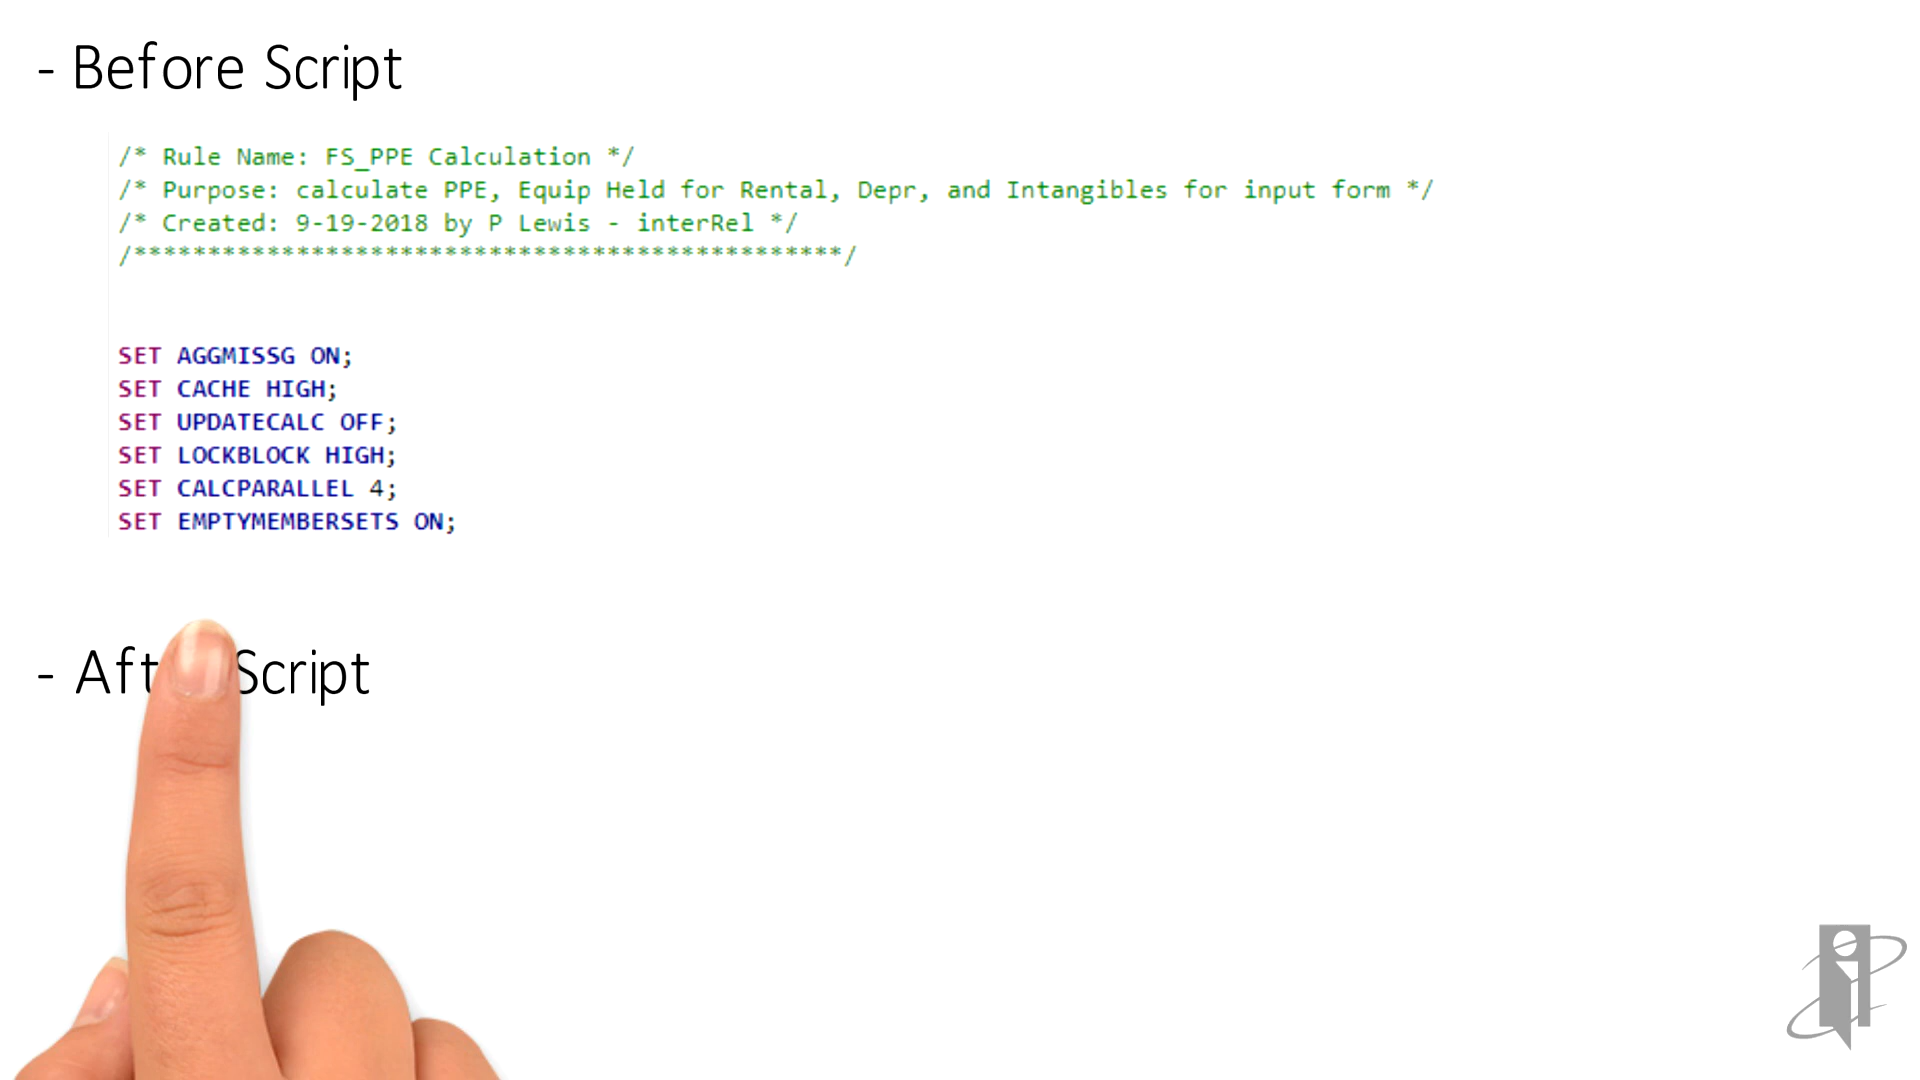 - Before Script
/* Rule Name: FS_PPE Calculation */
/* Purpose: calculate PPE, Equip Held for Rental, Depr, and Intangibles for input form */
/* Created: 9-19-2018 by P Lewis - interRel */
/************************************************/
SET AGGMISSG ON;
SET CACHE HIGH;
SET UPDATECALC OFF;
SET LOCKBLOCK HIGH;
SET CALCPARALLEL 4;
SET EMPTYMEMBERSETS ON;
- Script